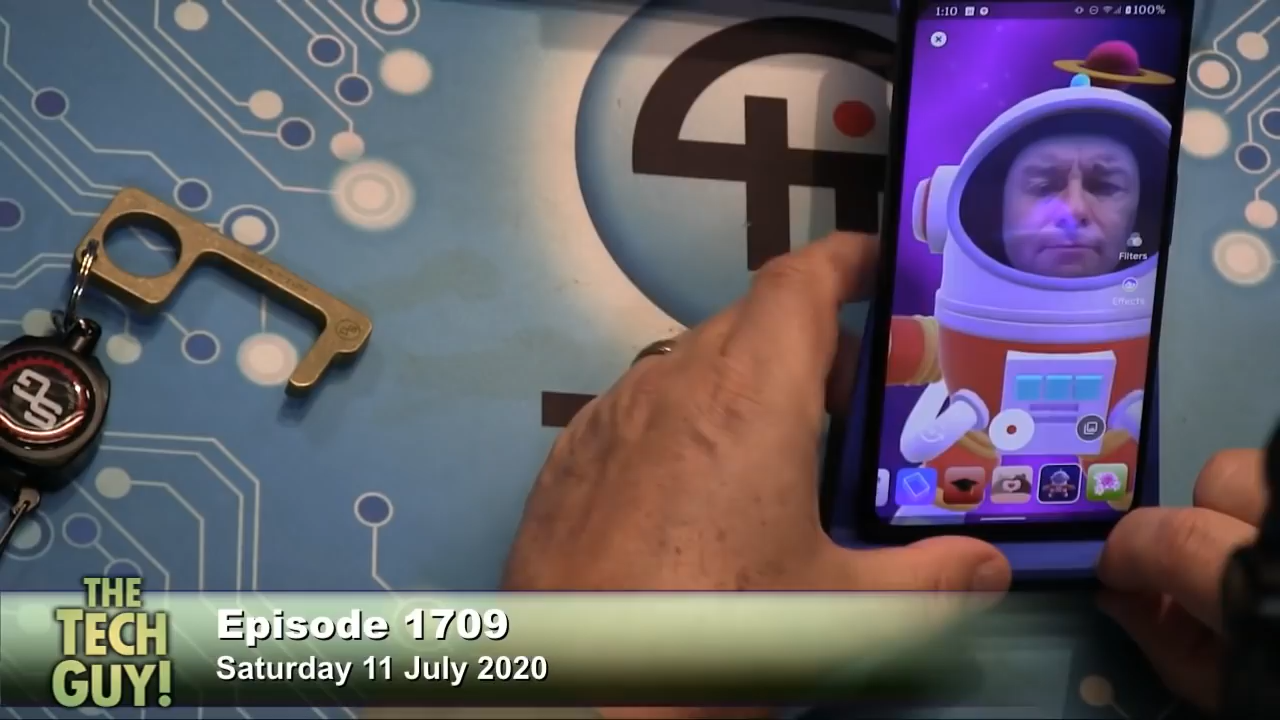 1:10
100%
Filters
Effects
THE
TECH
GUY!
Episode 1709
Saturday 11 July 2020